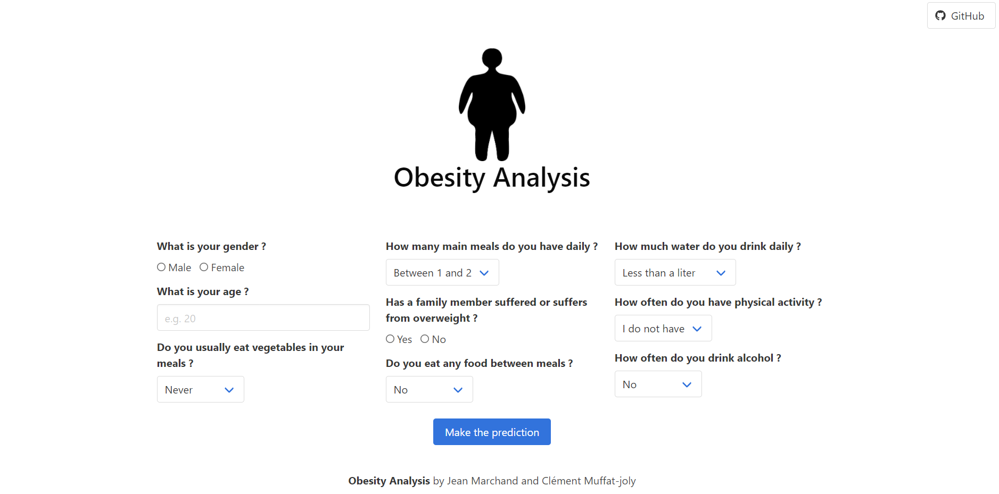 GitHub
Obesity Analysis
What is your gender ?
Male Female
What is your age ?
e.g. 20
Do you usually eat vegetables in your
meals ?
Never
How many main meals do you have daily ?
Between 1 and 2
Has a family member suffered or suffers
from overweight ?
Yes No
Do you eat any food between meals ?
No
How much water do you drink daily ?
Less than a liter
How often do you have physical activity ?
I do not have
How often do you drink alcohol ?
No
Make the prediction
Obesity Analysis by Jean Marchand and Clément Muffat-joly